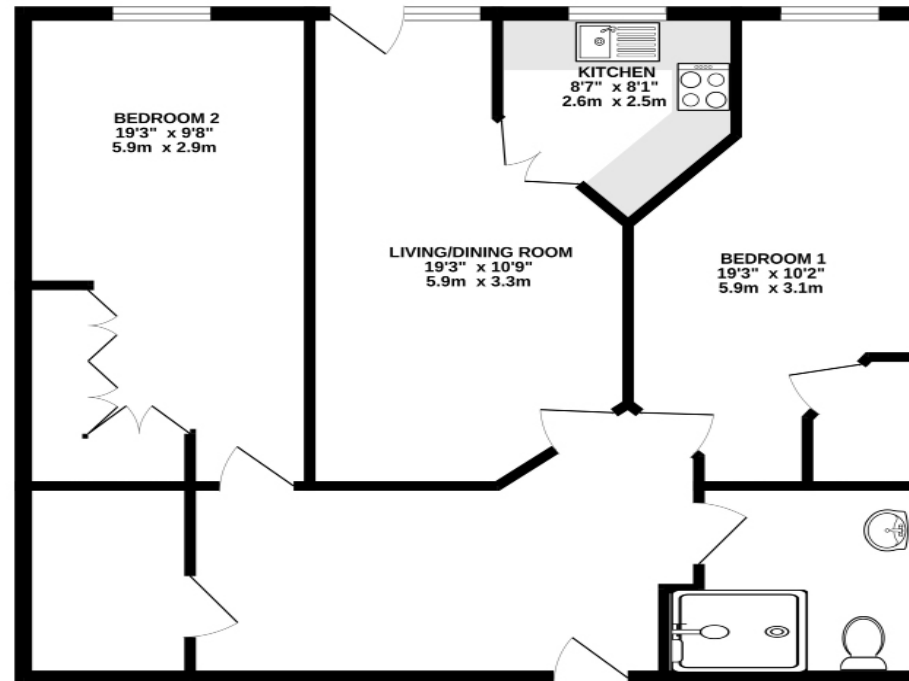 KITCHEN
8'7" x 8'1"
2.6m x 2.5m
BEDROOM 2
19'3" x 9'8"
5.9m x 2.9m
LIVING/DINING ROOM
19'3" x 10'9"
5.9m x 3.3m
BEDROOM 1
19'3" x 10'2"
5.9m x 3.1m